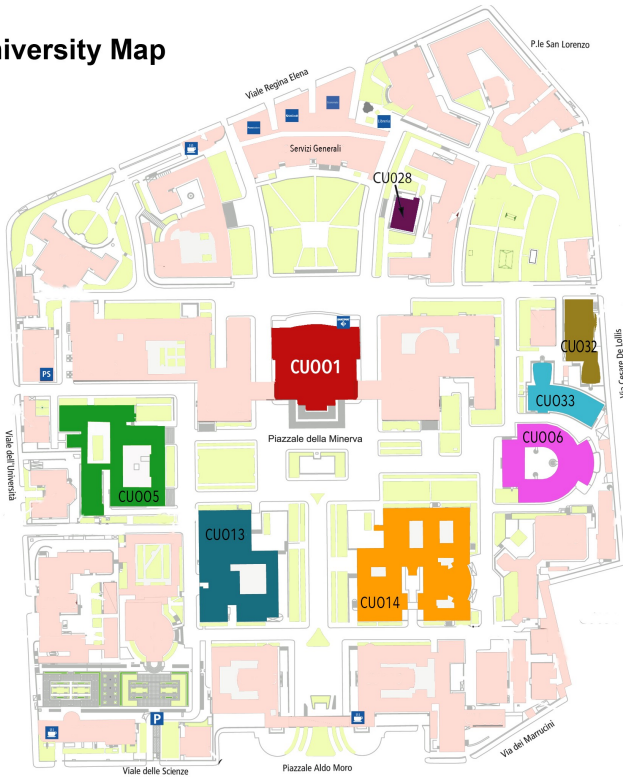 niversity Map
P.le San Lorenzo
Viale Regina Elena
Servizi Generali
CU028
CU001
CU032
Via Cesare De Lollis
PS
CU033
Piazzale della Minerva
CU006
Viale dell'Università
CU005
CU013
CU014
P
Via dei Marrucini
Piazzale Aldo Moro
Viale delle Scienze